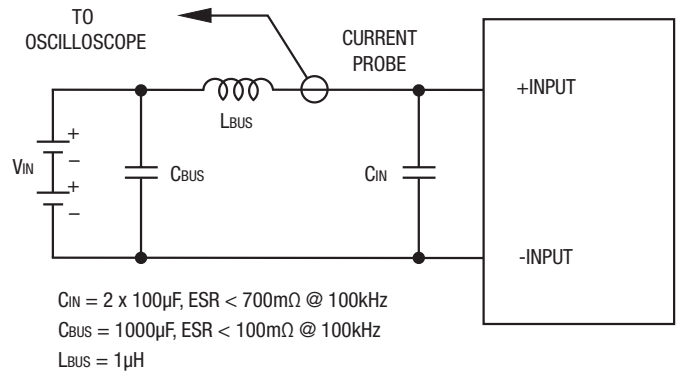 TO
OSCILLOSCOPE
CURRENT
PROBE
+INPUT
LBUS
+
VIN
−
+
−
CBUS
CIN
-INPUT
CIN = 2 x 100μF, ESR < 700mΩ @ 100kHz
CBUS = 1000μF, ESR < 100mΩ @ 100kHz
LBUS = 1μH